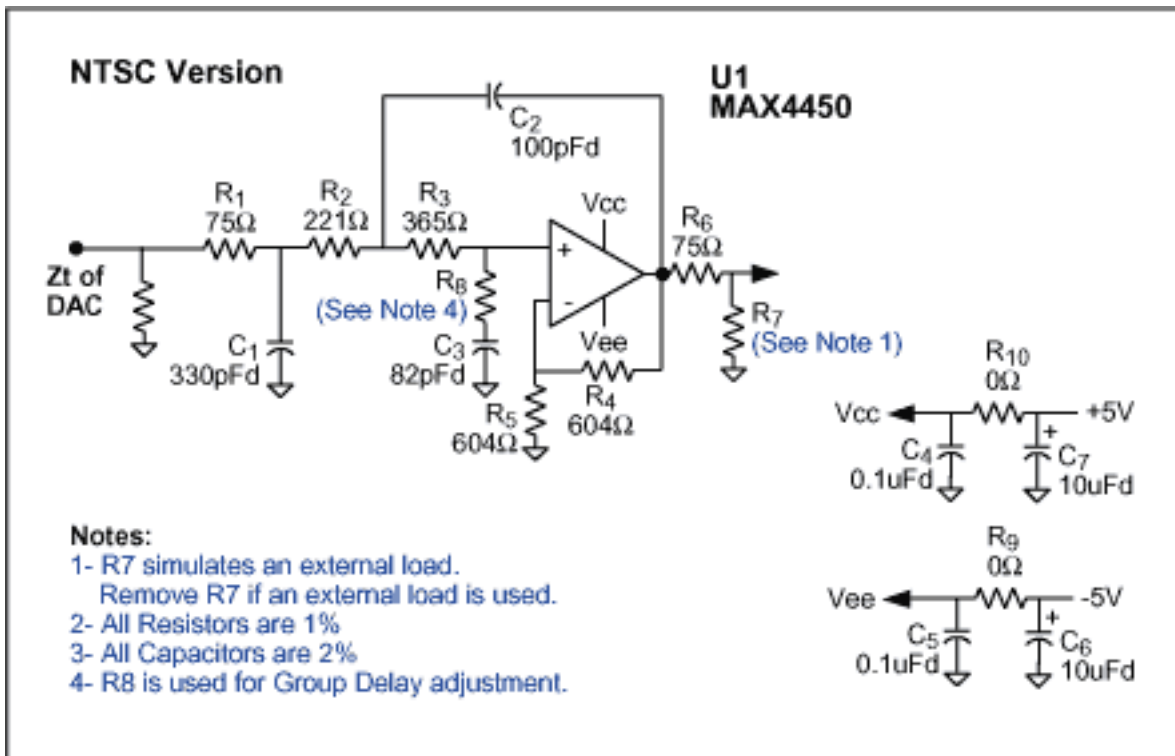 NTSC Version
U1
MAX4450
C2
100pFd
R1
75Ω
R2
221Ω
R3
365Ω
Vcc
R6
75Ω
+
-
Zt of
DAC
R8
(See Note 4)
Vee
R7
(See Note 1)
C1
330pFd
C3
82pFd
R4
604Ω
R5
604Ω
R10
0Ω
Vcc
+5V
C4
0.1uFd
+
C7
10uFd
R9
0Ω
Vee
-5V
C5
0.1uFd
+
C6
10uFd
Notes:
1- R7 simulates an external load.
Remove R7 if an external load is used.
2- All Resistors are 1%
3- All Capacitors are 2%
4- R8 is used for Group Delay adjustment.